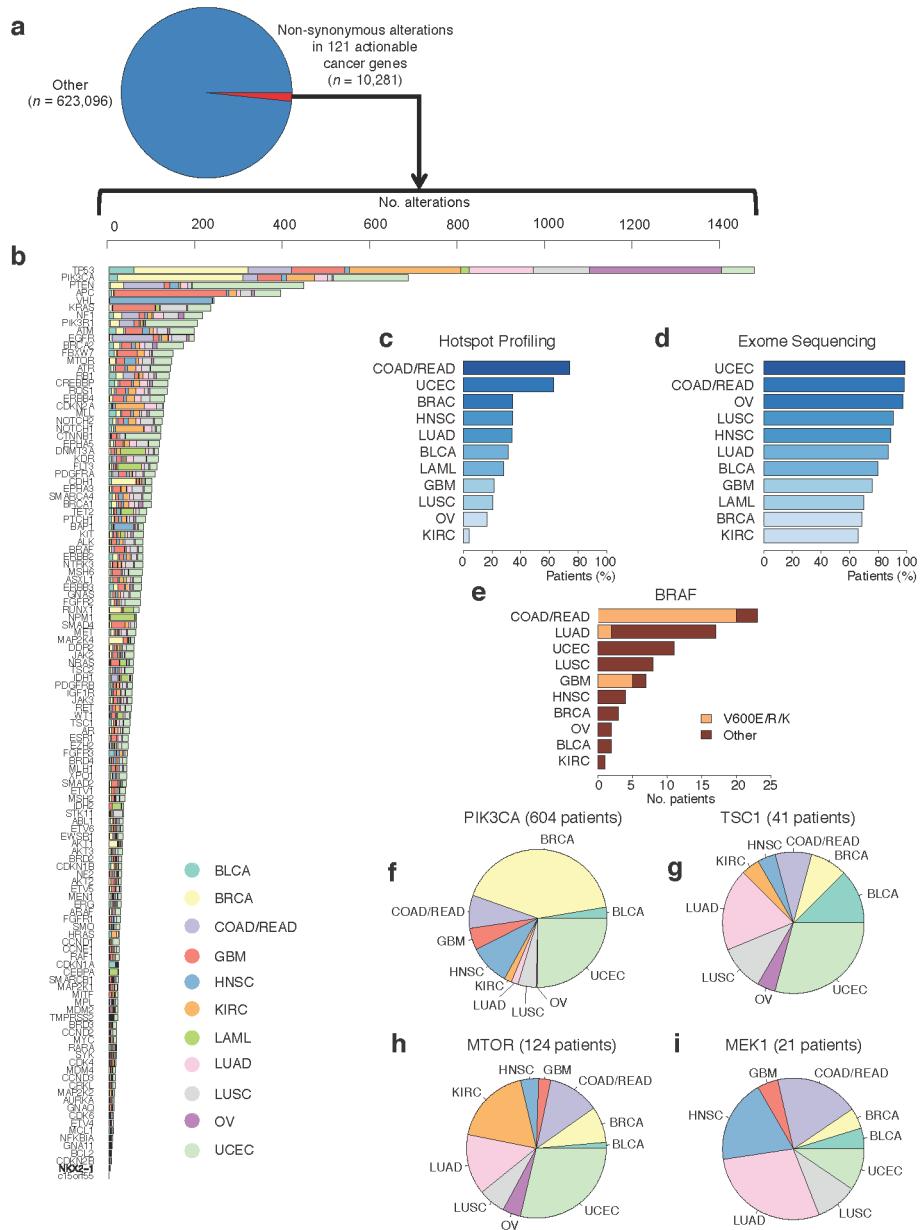 a
Non-synonymous alterations
in 121 actionable
cancer genes
(n = 10,281)
Other
(n = 623,096)
No. alterations
0 200 400 600 800 1000 1200 1400
b
TP53
PIK3CA
PTEN
APC
VHL
KRAS
NF1
PIK3R1
ATM
EGFR
BRCA2
FBXW7
MTOR
ATR
RB1
CREBBP
ROS1
ERBB4
CDKN2A
MLL
NOTCH2
NOTCH1
CTNNB1
EPHA5
DNMT3A
KDR
FLT3
PDGFRA
CDH1
EPHA3
SMARCA4
BRCA1
TET2
PTCH1
BAP1
KIT
ALK
BRAF
ERBB2
NTRK3
MSH6
ASXL1
ERBB3
GNAS
FGFR2
RUNX1
NPM1
SMAD4
MET
MAP2K4
DDR2
JAK2
NRAS
TSC2
IDH1
PDGFRB
IGF1R
JAK3
RET
WT1
TSC1
AR
ESR1
EZH2
FGFR3
BRD4
MLH1
XPO1
SMAD2
ETV1
MSH2
IDH2
STK11
ABL1
ETV6
EWSR1
AKT1
AKT3
BRD2
CDKN1B
NF2
AKT2
ETV5
MEN1
ERG
ARAF
FGFR1
SMO
HRAS
CCND1
CCNE1
RAF1
CDKN1A
CEBPA
SMARCB1
MAP2K1
MITF
MPL
MDM2
TMPRSS2
BRD3
CCND2
MYC
RARA
SYK
CDK4
MDM4
CCND3
CRKL
MAP2K2
AURKA
GNAQ
CDK6
ETV4
MCL1
NFKBIA
GNA11
BCL2
CDKN2B
NKX2-1
c15orf55
BLCA
BRCA
COAD/READ
GBM
HNSC
KIRC
LAML
LUAD
LUSC
OV
UCEC
c
Hotspot Profiling
COAD/READ
UCEC
BRAC
HNSC
LUAD
BLCA
LAML
GBM
LUSC
OV
KIRC
0 20 40 60 80 100
Patients (%)
d
Exome Sequencing
UCEC
COAD/READ
OV
LUSC
HNSC
LUAD
BLCA
GBM
LAML
BRCA
KIRC
0 20 40 60 80 100
Patients (%)
e
BRAF
COAD/READ
LUAD
UCEC
LUSC
GBM
HNSC
BRCA
OV
BLCA
KIRC
V600E/R/K
Other
0 5 10 15 20 25
No. patients
f
PIK3CA (604 patients)
BRCA
BLCA
COAD/READ
GBM
HNSC
KIRC
LUAD
LUSC
OV
UCEC
g
TSC1 (41 patients)
COAD/READ
HNSC
BRCA
KIRC
BLCA
LUAD
LUSC
OV
UCEC
h
MTOR (124 patients)
HNSC
GBM
COAD/READ
KIRC
BRCA
BLCA
LUAD
LUSC
OV
UCEC
i
MEK1 (21 patients)
GBM
COAD/READ
HNSC
BRCA
BLCA
UCEC
LUAD
LUSC